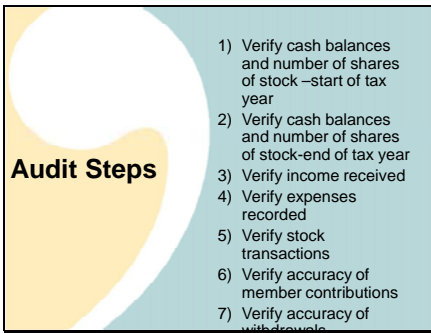 Audit Steps
1) Verify cash balances
and number of shares
of stock –start of tax
year
2) Verify cash balances
and number of shares
of stock-end of tax year
3) Verify income received
4) Verify expenses
recorded
5) Verify stock
transactions
6) Verify accuracy of
member contributions
7) Verify accuracy of
withdrawals